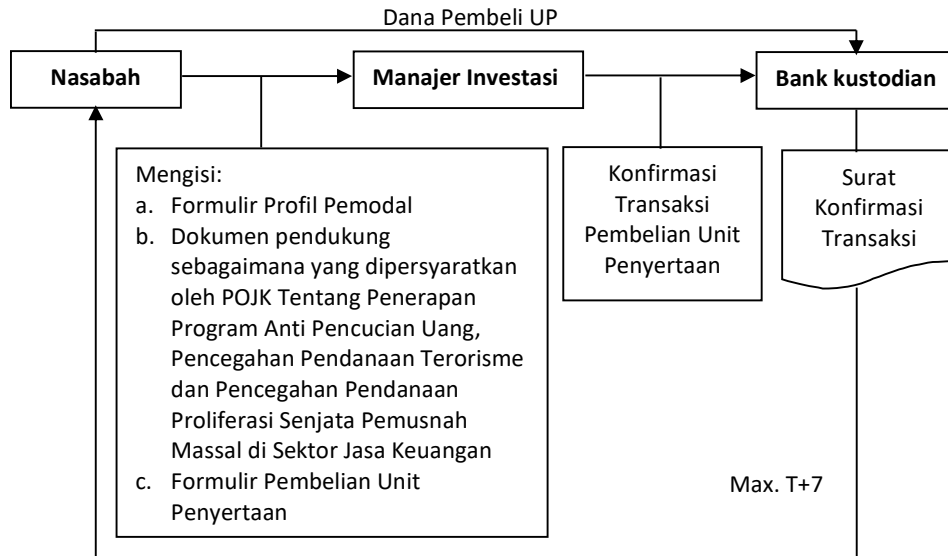 Dana Pembeli UP
Nasabah
Manajer Investasi
Bank kustodian
Mengisi:
a. Formulir Profil Pemodal
b. Dokumen pendukung
sebagaimana yang dipersyaratkan
oleh POJK Tentang Penerapan
Program Anti Pencucian Uang,
Pencegahan Pendanaan Terorisme
dan Pencegahan Pendanaan
Proliferasi Senjata Pemusnah
Massal di Sektor Jasa Keuangan
c. Formulir Pembelian Unit
Penyertaan
Konfirmasi
Transaksi
Pembelian Unit
Penyertaan
Surat
Konfirmasi
Transaksi
Max. T+7